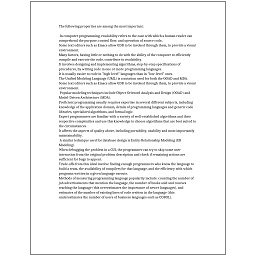 The following properties are among the most important:
In computer programming, readability refers to the ease with which a human reader can
comprehend the purpose, control flow, and operation of source code.
Some text editors such as Emacs allow GDB to be invoked through them, to provide a visual
environment.
Many factors, having little or nothing to do with the ability of the computer to efficiently
compile and execute the code, contribute to readability.
It involves designing and implementing algorithms, step-by-step specifications of
procedures, by writing code in one or more programming languages.
It is usually easier to code in "high-level" languages than in "low-level" ones.
The Unified Modeling Language (UML) is a notation used for both the OOAD and MDA.
Some text editors such as Emacs allow GDB to be invoked through them, to provide a visual
environment.
Popular modeling techniques include Object-Oriented Analysis and Design (OOAD) and
Model-Driven Architecture (MDA).
Proficient programming usually requires expertise in several different subjects, including
knowledge of the application domain, details of programming languages and generic code
libraries, specialized algorithms, and formal logic.
Expert programmers are familiar with a variety of well-established algorithms and their
respective complexities and use this knowledge to choose algorithms that are best suited to
the circumstances.
It affects the aspects of quality above, including portability, usability and most importantly
maintainability.
A similar technique used for database design is Entity-Relationship Modeling (ER
Modeling).
When debugging the problem in a GUI, the programmer can try to skip some user
interaction from the original problem description and check if remaining actions are
sufficient for bugs to appear.
Trade-offs from this ideal involve finding enough programmers who know the language to
build a team, the availability of compilers for that language, and the efficiency with which
programs written in a given language execute.
Methods of measuring programming language popularity include: counting the number of
job advertisements that mention the language, the number of books sold and courses
teaching the language (this overestimates the importance of newer languages), and
estimates of the number of existing lines of code written in the language (this
underestimates the number of users of business languages such as COBOL).